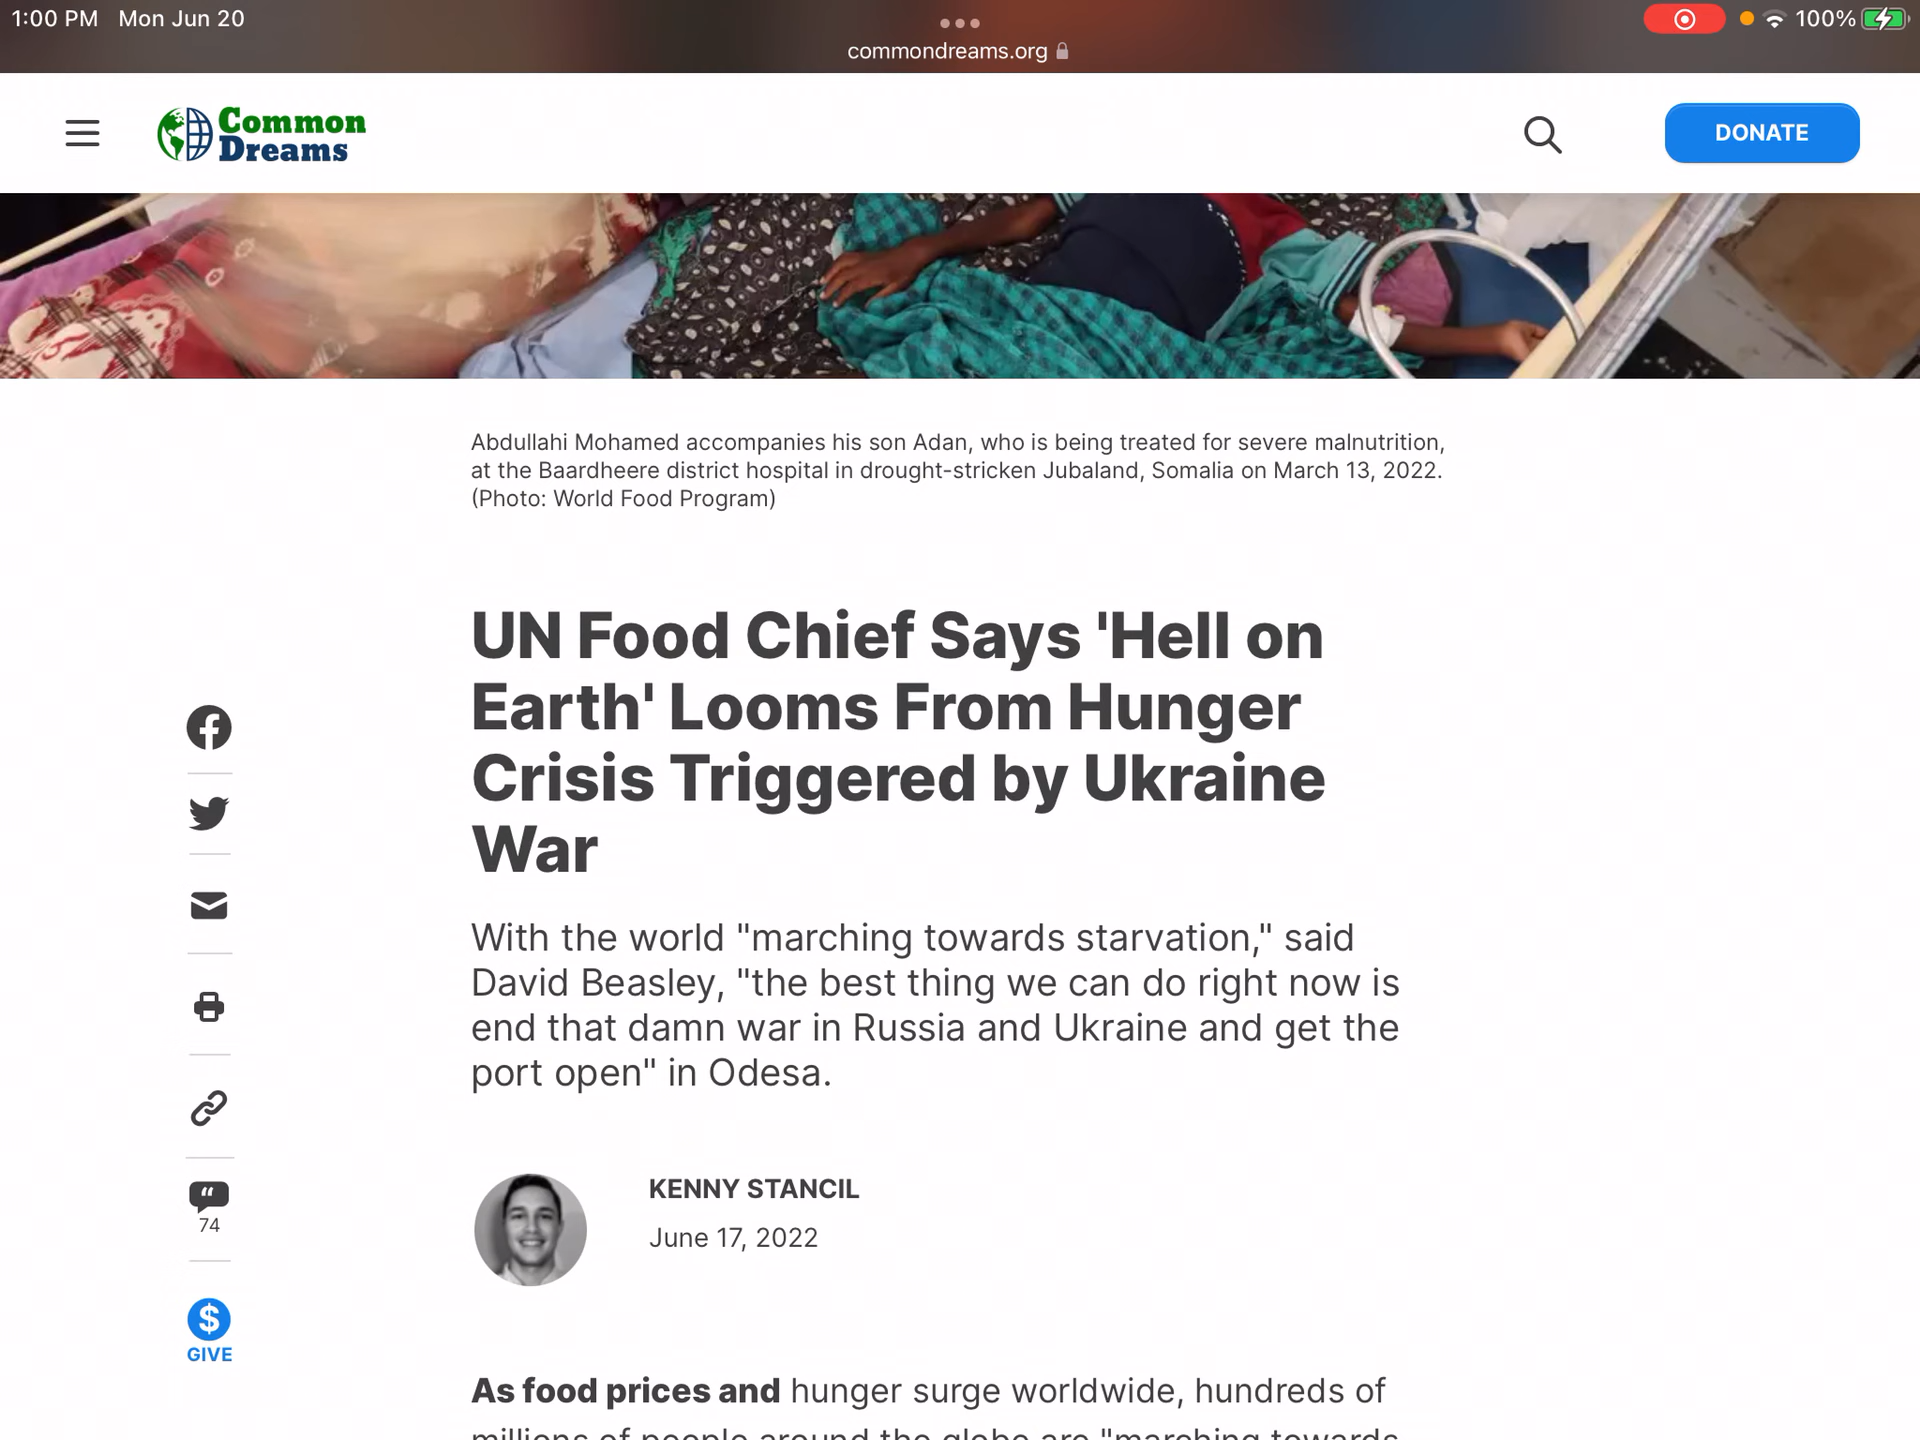 1:00 PM Mon Jun 20
100%
commondreams.org
Common
Dreams
DONATE
Abdullahi Mohamed accompanies his son Adan, who is being treated for severe malnutrition,
at the Baardheere district hospital in drought-stricken Jubaland, Somalia on March 13, 2022.
(Photo: World Food Program)
UN Food Chief Says 'Hell on
Earth' Looms From Hunger
Crisis Triggered by Ukraine
War
With the world "marching towards starvation," said
David Beasley, "the best thing we can do right now is
end that damn war in Russia and Ukraine and get the
port open" in Odesa.
KENNY STANCIL
June 17, 2022
74
GIVE
As food prices and hunger surge worldwide, hundreds of
millions of people around the globe are "marching towards